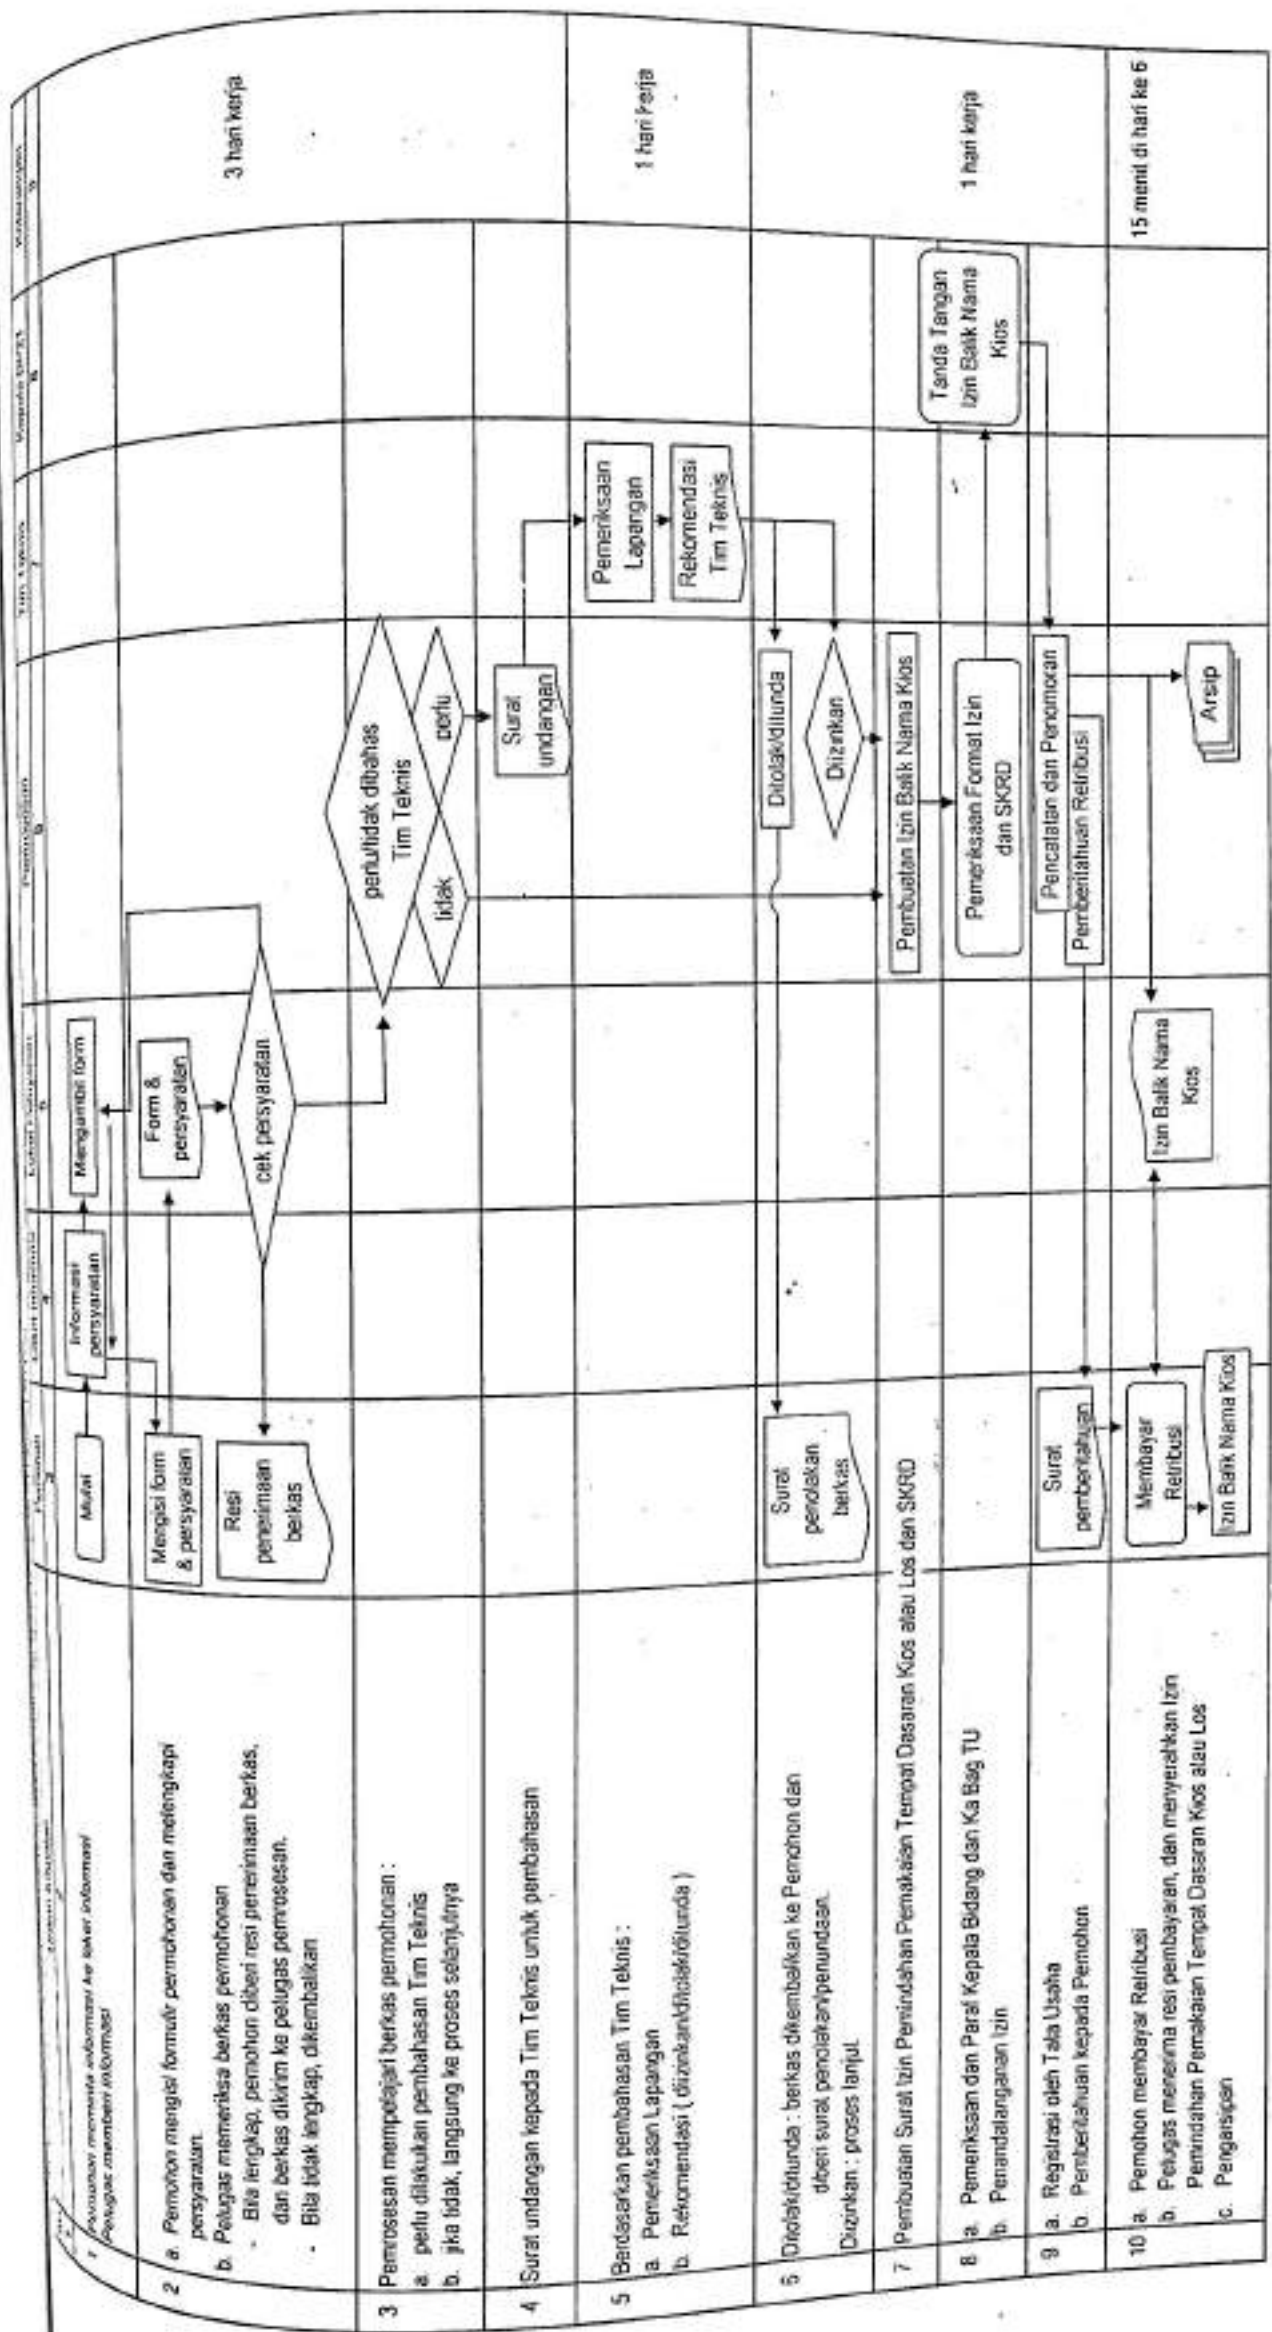 1
Pemohon meminta informasi ke loket informasi
Petugas memberi informasi
Mulai
Informasi
persyaratan
Mengambil form
2
a. Pemohon mengisi formulir permohonan dan melengkapi
persyaratan.
b. Petugas memeriksa berkas permohonan
- Bila lengkap, pemohon diberi resi penerimaan berkas,
dan berkas dikirim ke petugas pemrosesan.
- Bila tidak lengkap, dikembalikan
Mengisi form
& persyaratan
Resi
penerimaan
berkas
Form &
persyaratan
cek persyaratan
3 hari kerja
3
Pemrosesan mempelajari berkas permohonan :
a. perlu dilakukan pembahasan Tim Teknis
b. jika tidak, langsung ke proses selanjutnya
perlu/tidak dibahas
Tim Teknis
tidak
perlu
4
Surat undangan kepada Tim Teknis untuk pembahasan
Surat
undangan
5
Berdasarkan pembahasan Tim Teknis :
a. Pemeriksaan Lapangan
b. Rekomendasi ( diizinkan/ditolak/ditunda )
Pemeriksaan
Lapangan
Rekomendasi
Tim Teknis
1 hari kerja
6
Ditolak/ditunda : berkas dikembalikan ke Pemohon dan
diberi surat penolakan/penundaan.
Diizinkan : proses lanjut
Surat
penolakan
berkas
Ditolak/ditunda
Diizinkan
7
Pembuatan Surat Izin Pemindahan Pemakaian Tempat Dasaran Kios atau Los dan SKRD
Pembuatan Izin Balik Nama Kios
8
a. Pemeriksaan dan Paraf Kepala Bidang dan Ka Bag TU
b. Penandatanganan Izin
Pemeriksaan Format Izin
dan SKRD
Tanda Tangan
Izin Balik Nama
Kios
1 hari kerja
9
a. Registrasi oleh Tata Usaha
b. Pemberitahuan kepada Pemohon
Surat
pemberitahuan
Pencatatan dan Penomoran
Pemberitahuan Retribusi
10
a. Pemohon membayar Retribusi
b. Petugas menerima resi pembayaran, dan menyerahkan Izin
Pemindahan Pemakaian Tempat Dasaran Kios atau Los
c. Pengarsipan
Membayar
Retribusi
Izin Balik Nama Kios
Izin Balik Nama
Kios
Arsip
15 menit di hari ke 6